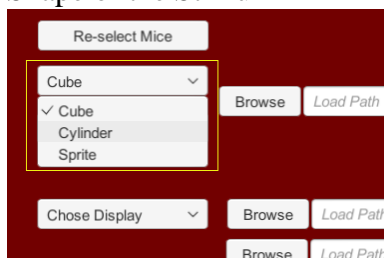 Re-select Mice
Cube
Browse Load Path
✓ Cube
Cylinder
Sprite
Chose Display Browse Load Path
Browse Load Path